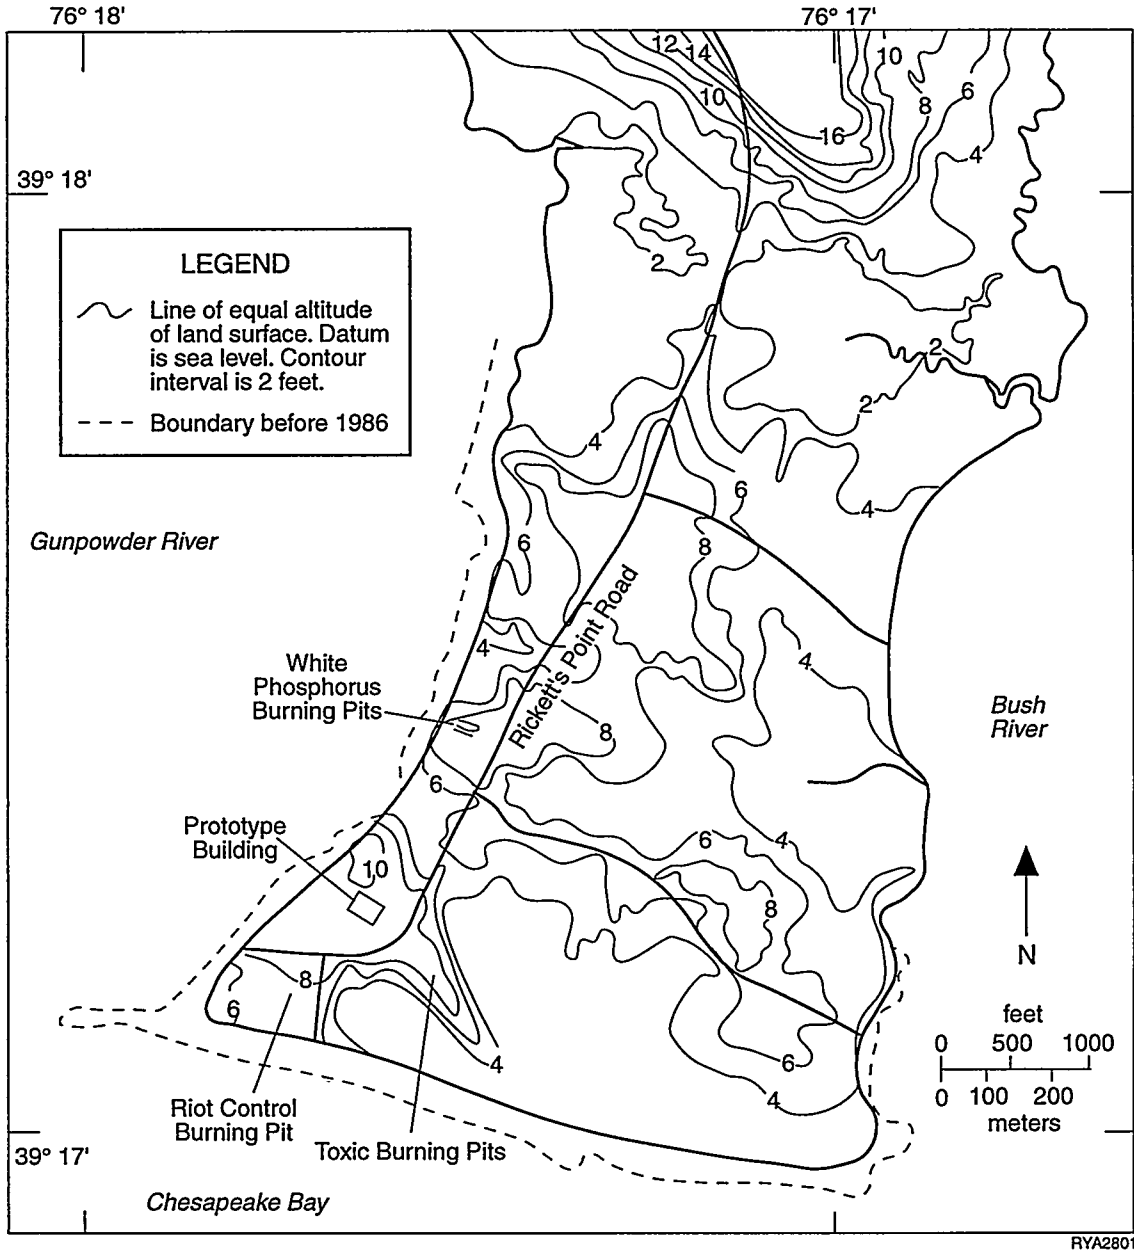 76° 18'
76° 17'
12
14
10
10
8
6
16
4
39° 18'
LEGEND
Line of equal altitude
of land surface. Datum
is sea level. Contour
interval is 2 feet.
Boundary before 1986
2
2
2
4
6
4
Gunpowder River
6
8
Rickett's Point Road
4
4
White
Phosphorus
Burning Pits
8
Bush
River
6
Prototype
Building
6
4
10
8
N
8
6
feet
0 500 1000
0 100 200
meters
4
6
4
Riot Control
Burning Pit
Toxic Burning Pits
39° 17'
Chesapeake Bay
RYA2801